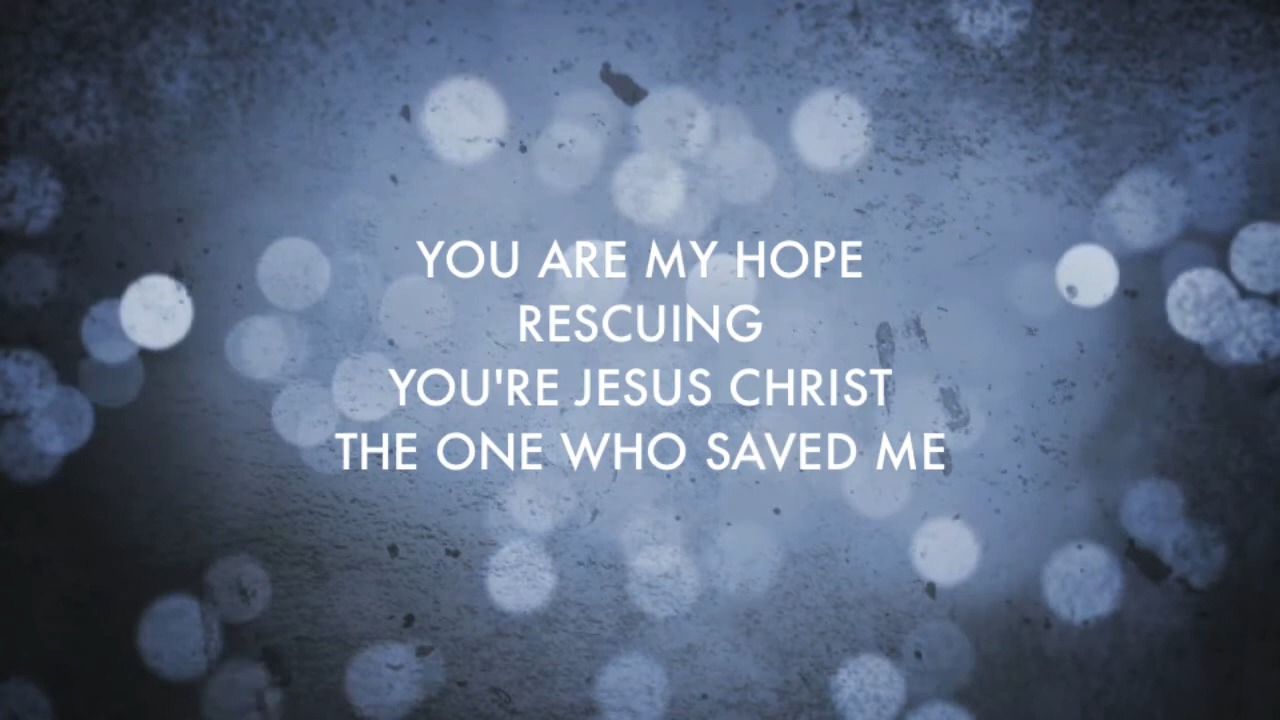 YOU ARE MY HOPE
RESCUING
YOU'RE JESUS CHRIST
THE ONE WHO SAVED ME